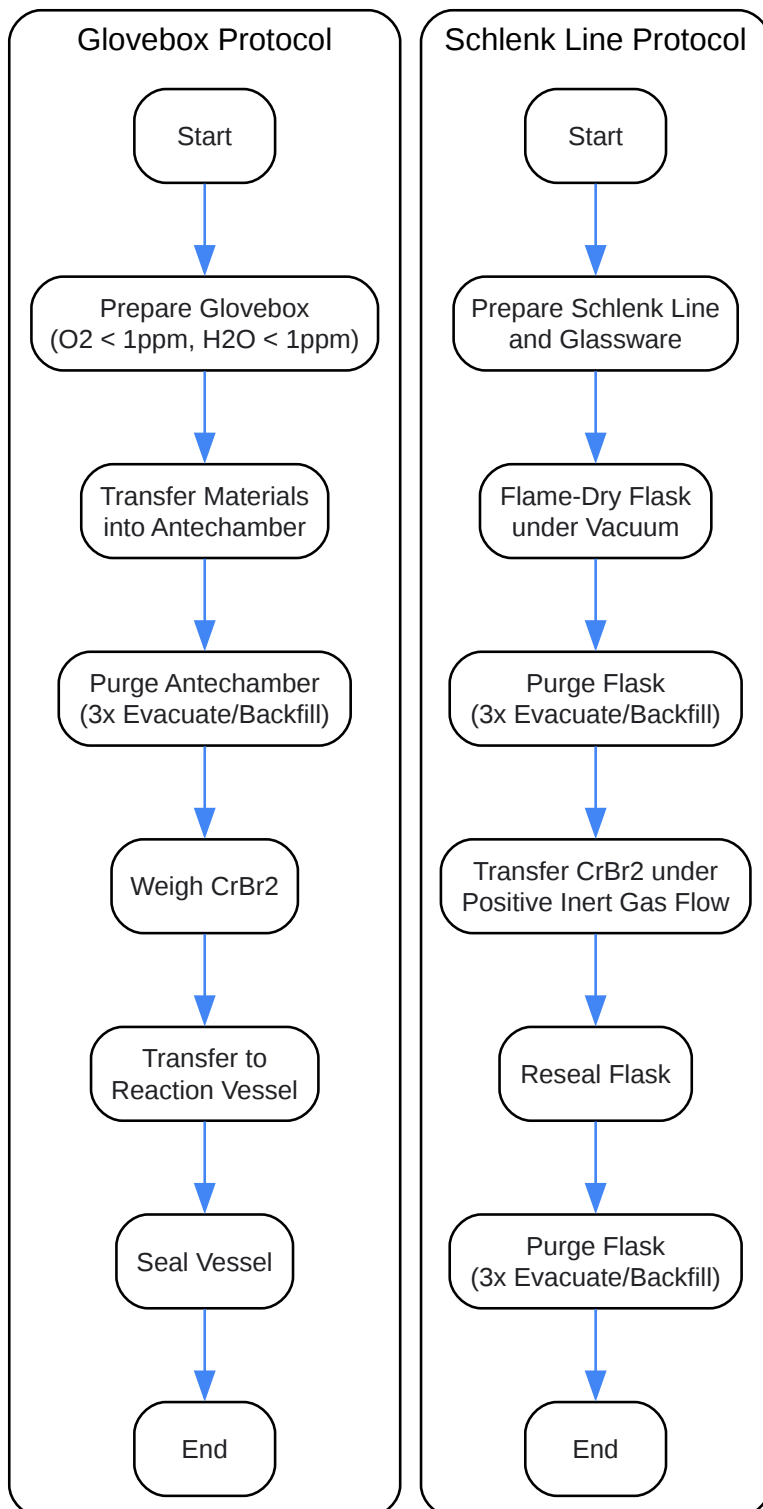 Glovebox Protocol
Start
Prepare Glovebox
(O2 < 1ppm, H2O < 1ppm)
Transfer Materials
into Antechamber
Purge Antechamber
(3x Evacuate/Backfill)
Weigh CrBr2
Transfer to
Reaction Vessel
Seal Vessel
End
Schlenk Line Protocol
Start
Prepare Schlenk Line
and Glassware
Flame-Dry Flask
under Vacuum
Purge Flask
(3x Evacuate/Backfill)
Transfer CrBr2 under
Positive Inert Gas Flow
Reseal Flask
Purge Flask
(3x Evacuate/Backfill)
End